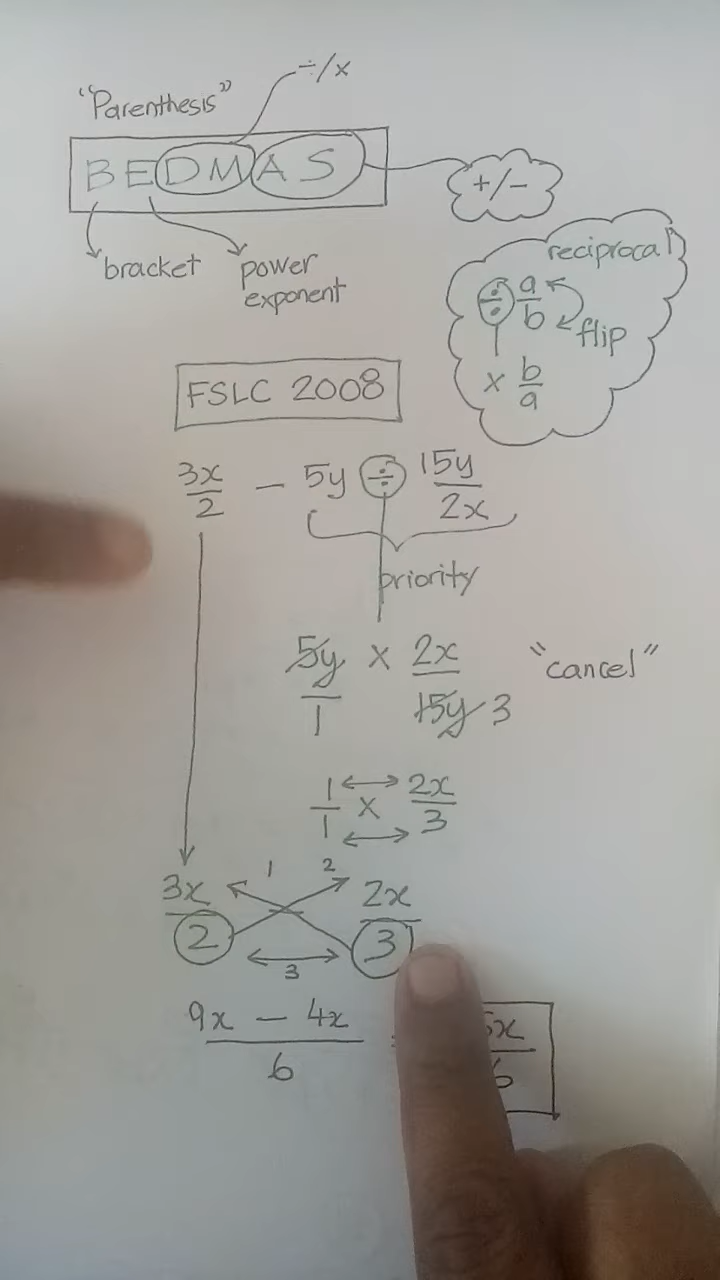 ÷/x
"Parenthesis"
BEDMAS
+/-
bracket
power
exponent
reciprocal
÷ a/b
flip
x b/a
FSLC 2008
3x/2 - 5y ÷ 15y/2x
priority
5y/1 x 2x/15y 3
"cancel"
1/1 x 2x/3
1 2
3x/2 2x/3
3
9x - 4x
6